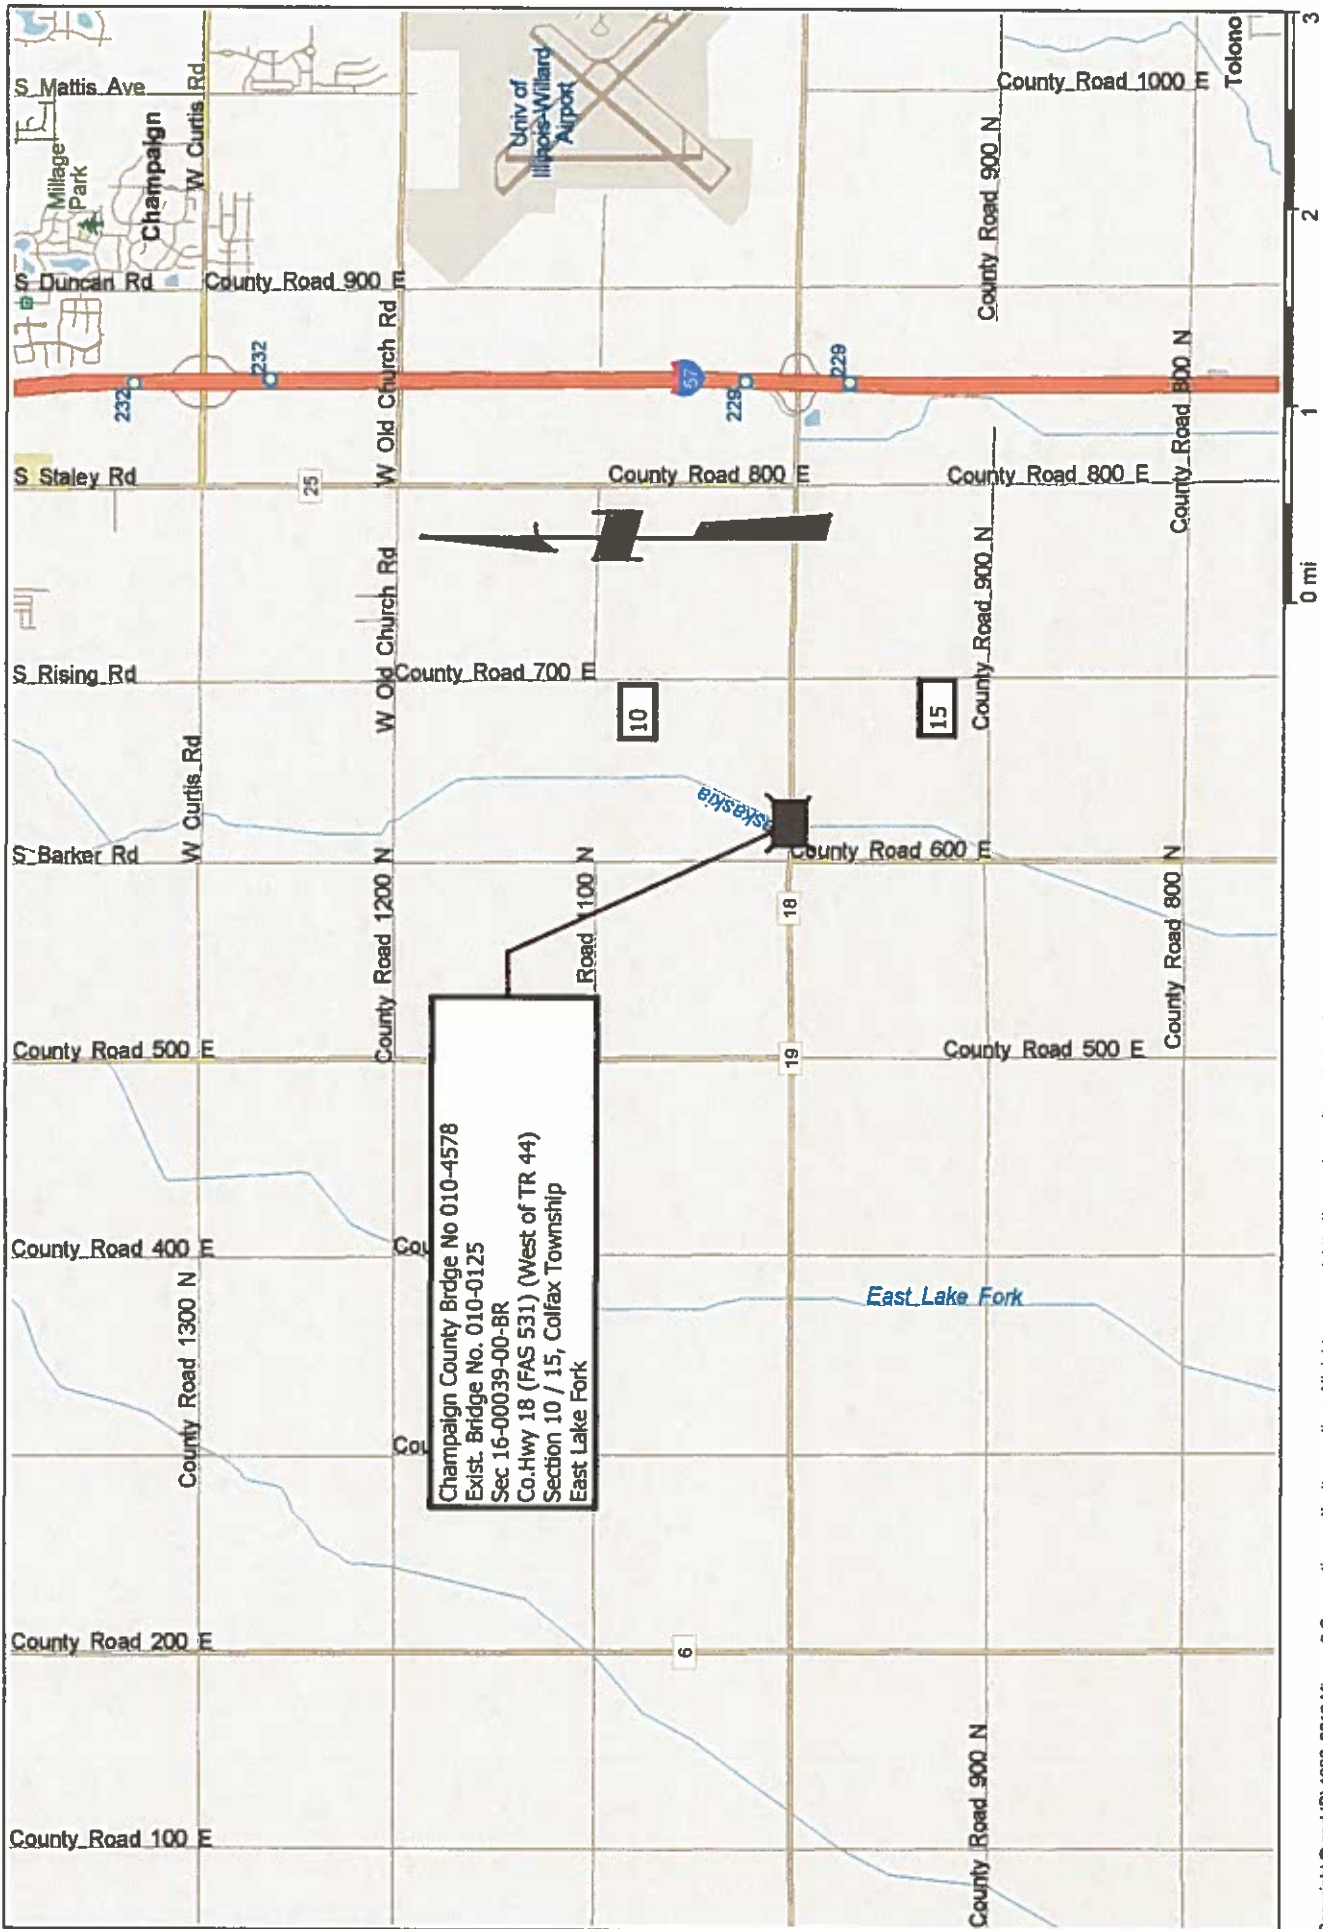 S Mattis Ave
Millage
Park
Champaign
W Curtis Rd
Univ of
Illinois-Willard
Airport
County Road 1000 E
Tolono
S Duncan Rd
County Road 900 E
W Old Church Rd
County Road 900 N
232
232
57
229
229
County Road 800 N
S Staley Rd
25
County Road 800 E
County Road 800 E
W Old Church Rd
County Road 900 N
S Rising Rd
County Road 700 E
10
15
W Curtis Rd
askaskia
S Barker Rd
County Road 1200 N
Road 1100 N
County Road 600 E
18
County Road 800 N
County Road 500 E
19
County Road 500 E
County Road 400 E
Cou
County Road 1300 N
Cou
Champaign County Brdge No 010-4578
Exist. Bridge No. 010-0125
Sec 16-00039-00-BR
Co.Hwy 18 (FAS 531) (West of TR 44)
Section 10 / 15, Colfax Township
East Lake Fork
East Lake Fork
County Road 200 E
6
County Road 100 E
County Road 900 N
0 mi
1
2
3